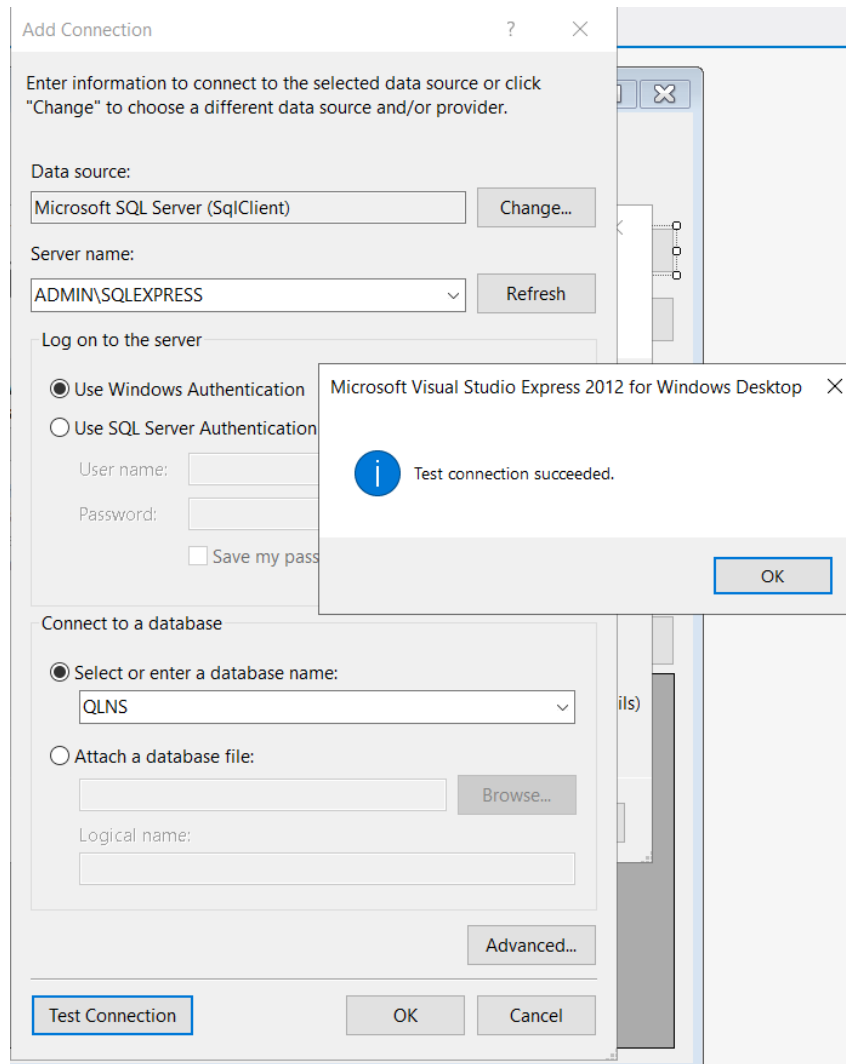 Add Connection
?
Enter information to connect to the selected data source or click
"Change" to choose a different data source and/or provider.
Data source:
Microsoft SQL Server (SqlClient)
Change...
Server name:
ADMIN\SQLEXPRESS
Refresh
Log on to the server
Use Windows Authentication
Use SQL Server Authentication
User name:
Password:
Save my pass
Microsoft Visual Studio Express 2012 for Windows Desktop
Test connection succeeded.
OK
Connect to a database
Select or enter a database name:
QLNS
ils)
Attach a database file:
Browse...
Logical name:
Advanced...
Test Connection
OK
Cancel